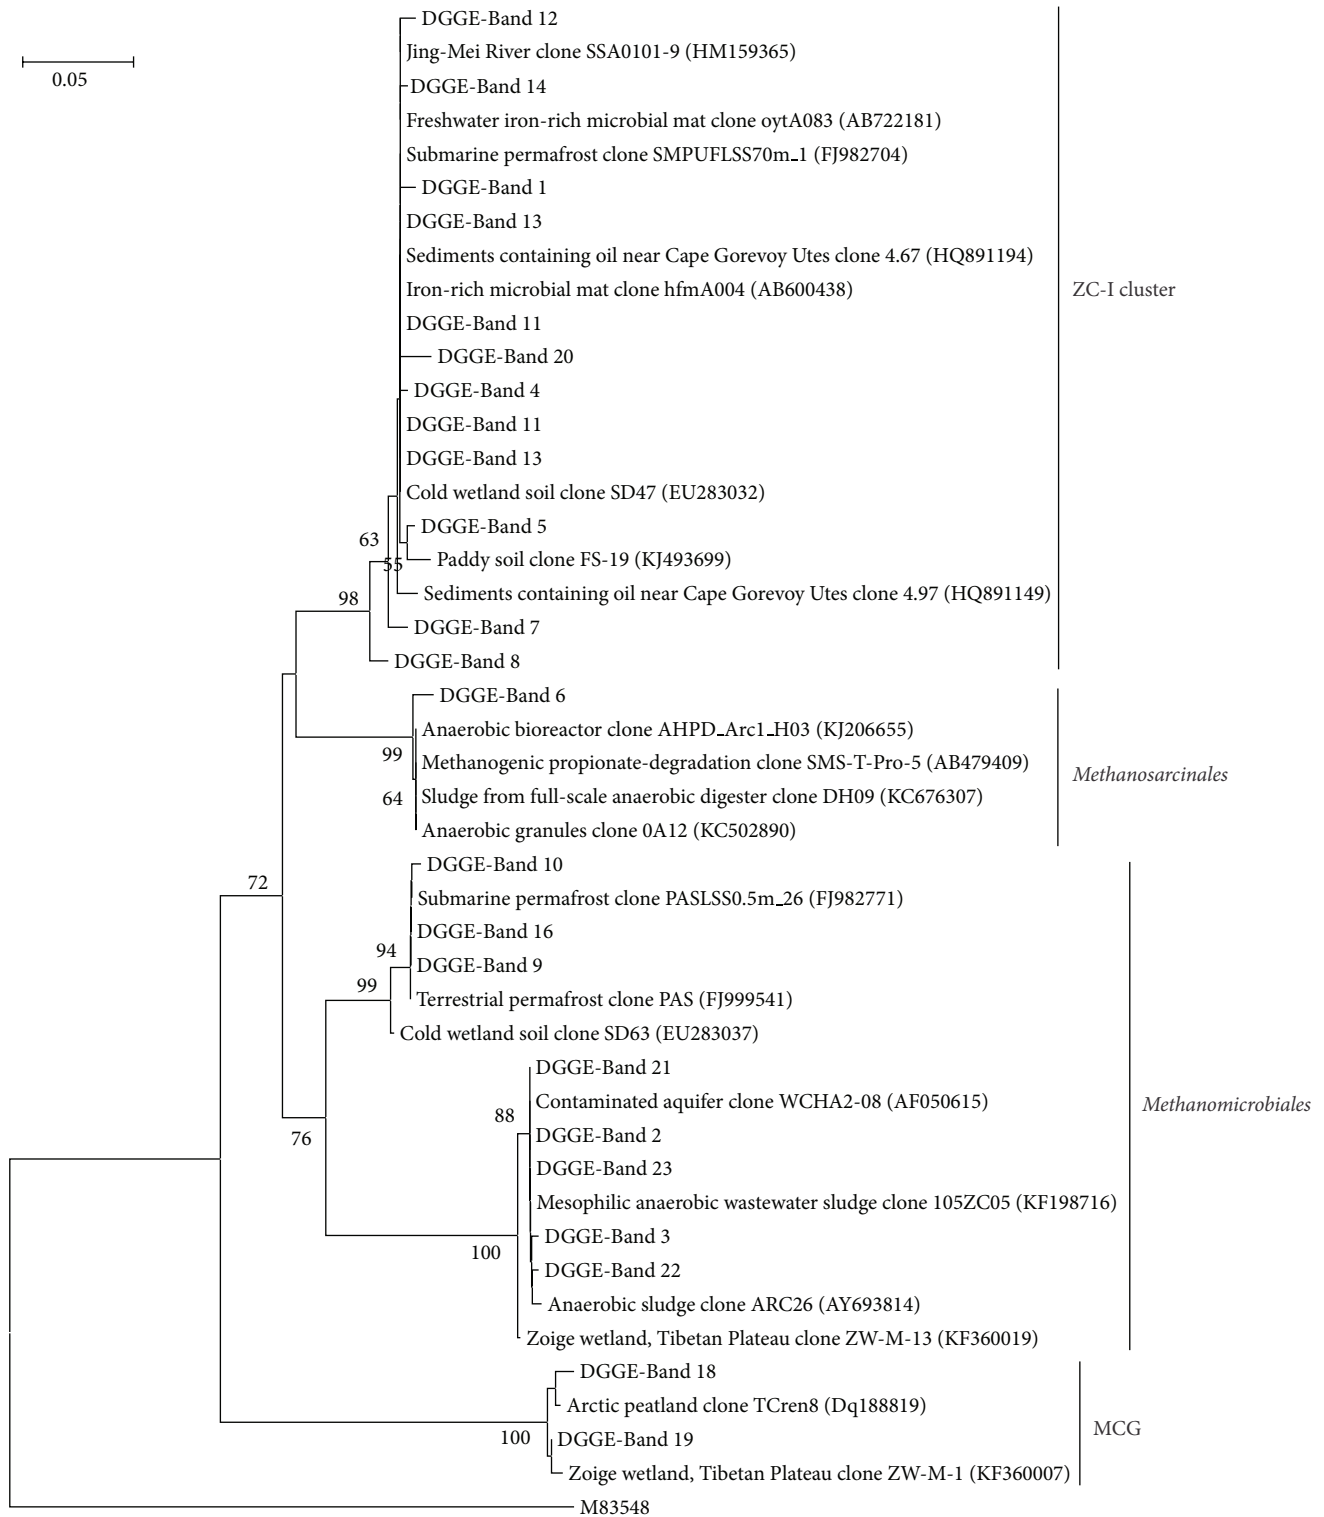 DGGE-Band 12
Jing-Mei River clone SSA0101-9 (HM159365)
0.05
DGGE-Band 14
Freshwater iron-rich microbial mat clone oytA083 (AB722181)
Submarine permafrost clone SMPUFLSS70m_1 (FJ982704)
DGGE-Band 1
DGGE-Band 13
Sediments containing oil near Cape Gorevoy Utes clone 4.67 (HQ891194)
Iron-rich microbial mat clone hfmA004 (AB600438)
ZC-I cluster
DGGE-Band 11
DGGE-Band 20
DGGE-Band 4
DGGE-Band 11
DGGE-Band 13
Cold wetland soil clone SD47 (EU283032)
DGGE-Band 5
63
Paddy soil clone FS-19 (KJ493699)
55
Sediments containing oil near Cape Gorevoy Utes clone 4.97 (HQ891149)
98
DGGE-Band 7
DGGE-Band 8
DGGE-Band 6
Anaerobic bioreactor clone AHPD_Arc1_H03 (KJ206655)
99
Methanogenic propionate-degradation clone SMS-T-Pro-5 (AB479409)
Methanosarcinales
64
Sludge from full-scale anaerobic digester clone DH09 (KC676307)
Anaerobic granules clone 0A12 (KC502890)
DGGE-Band 10
72
Submarine permafrost clone PASLSS0.5m_26 (FJ982771)
DGGE-Band 16
94
DGGE-Band 9
99
Terrestrial permafrost clone PAS (FJ999541)
Cold wetland soil clone SD63 (EU283037)
DGGE-Band 21
Contaminated aquifer clone WCHA2-08 (AF050615)
Methanomicrobiales
88
DGGE-Band 2
76
DGGE-Band 23
Mesophilic anaerobic wastewater sludge clone 105ZC05 (KF198716)
DGGE-Band 3
100
DGGE-Band 22
Anaerobic sludge clone ARC26 (AY693814)
Zoige wetland, Tibetan Plateau clone ZW-M-13 (KF360019)
DGGE-Band 18
Arctic peatland clone TCren8 (Dq188819)
MCG
100
DGGE-Band 19
Zoige wetland, Tibetan Plateau clone ZW-M-1 (KF360007)
M83548